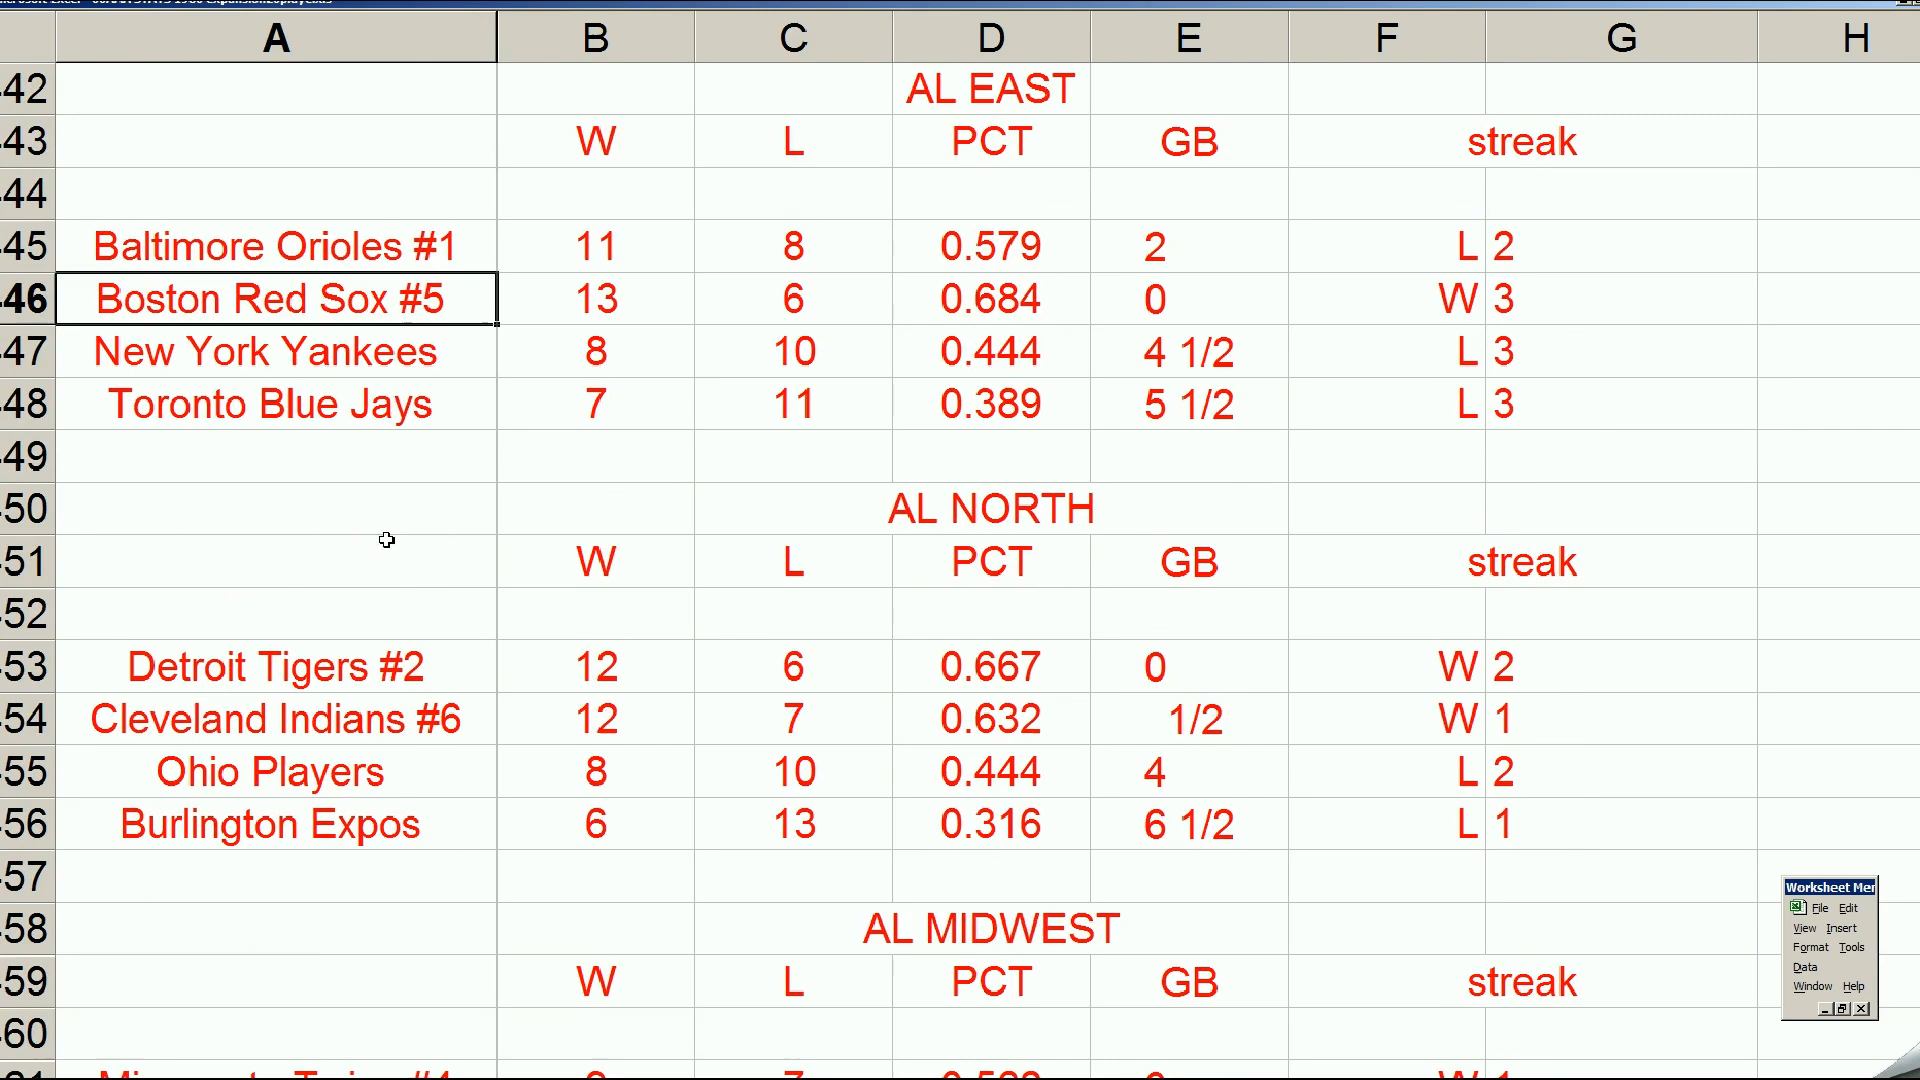 A B C D E F G H
42 AL EAST
43 W L PCT GB streak
44
45 Baltimore Orioles #1 11 8 0.579 2 L 2
46 Boston Red Sox #5 13 6 0.684 0 W 3
47 New York Yankees 8 10 0.444 4 1/2 L 3
48 Toronto Blue Jays 7 11 0.389 5 1/2 L 3
49
50 AL NORTH
51 W L PCT GB streak
52
53 Detroit Tigers #2 12 6 0.667 0 W 2
54 Cleveland Indians #6 12 7 0.632 1/2 W 1
55 Ohio Players 8 10 0.444 4 L 2
56 Burlington Expos 6 13 0.316 6 1/2 L 1
57
58 AL MIDWEST
59 W L PCT GB streak
60
Worksheet Mer
File Edit
View Insert
Format Tools
Data
Window Help